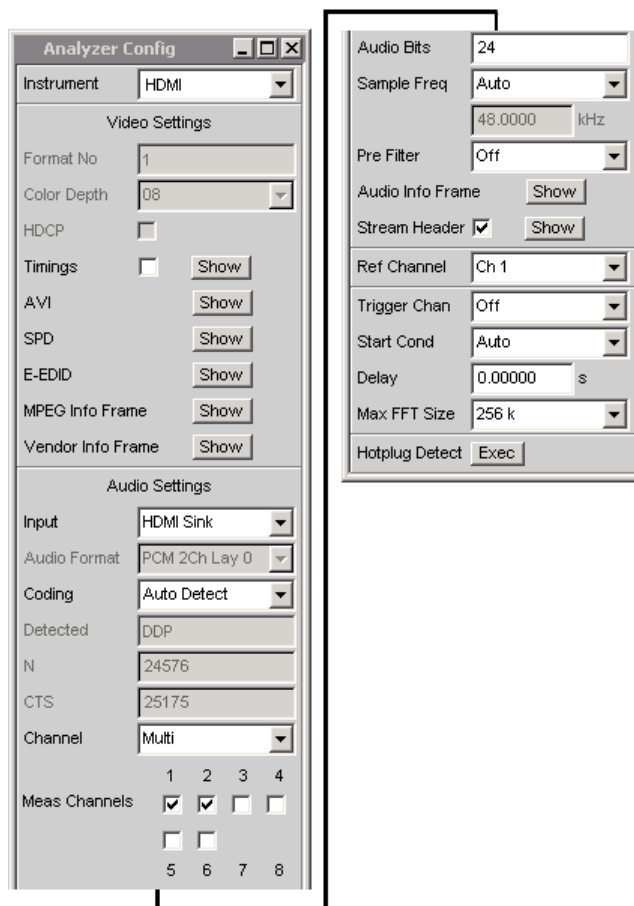 Analyzer Config
Instrument HDMI
Video Settings
Format No 1
Color Depth 08
HDCP
Timings Show
AVI Show
SPD Show
E-EDID Show
MPEG Info Frame Show
Vendor Info Frame Show
Audio Settings
Input HDMI Sink
Audio Format PCM 2Ch Lay 0
Coding Auto Detect
Detected DDP
N 24576
CTS 25175
Channel Multi
1 2 3 4
Meas Channels
5 6 7 8
Audio Bits 24
Sample Freq Auto
48.0000 kHz
Pre Filter Off
Audio Info Frame Show
Stream Header Show
Ref Channel Ch 1
Trigger Chan Off
Start Cond Auto
Delay 0.00000 s
Max FFT Size 256 k
Hotplug Detect Exec